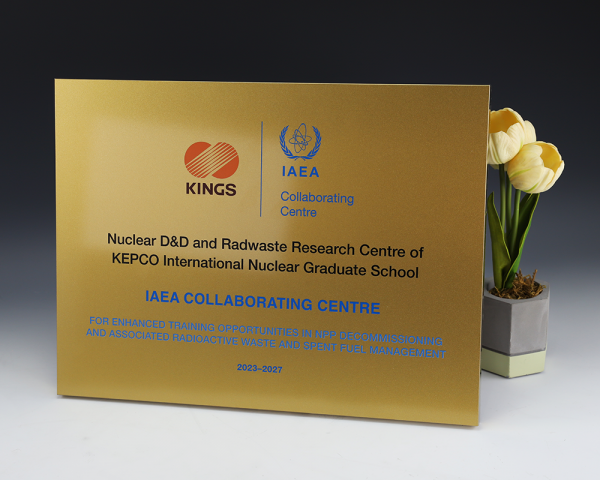 KINGS
IAEA
Collaborating
Centre
Nuclear D&D and Radwaste Research Centre of
KEPCO International Nuclear Graduate School
IAEA COLLABORATING CENTRE
FOR ENHANCED TRAINING OPPORTUNITIES IN NPP DECOMMISSIONING
AND ASSOCIATED RADIOACTIVE WASTE AND SPENT FUEL MANAGEMENT
2023–2027